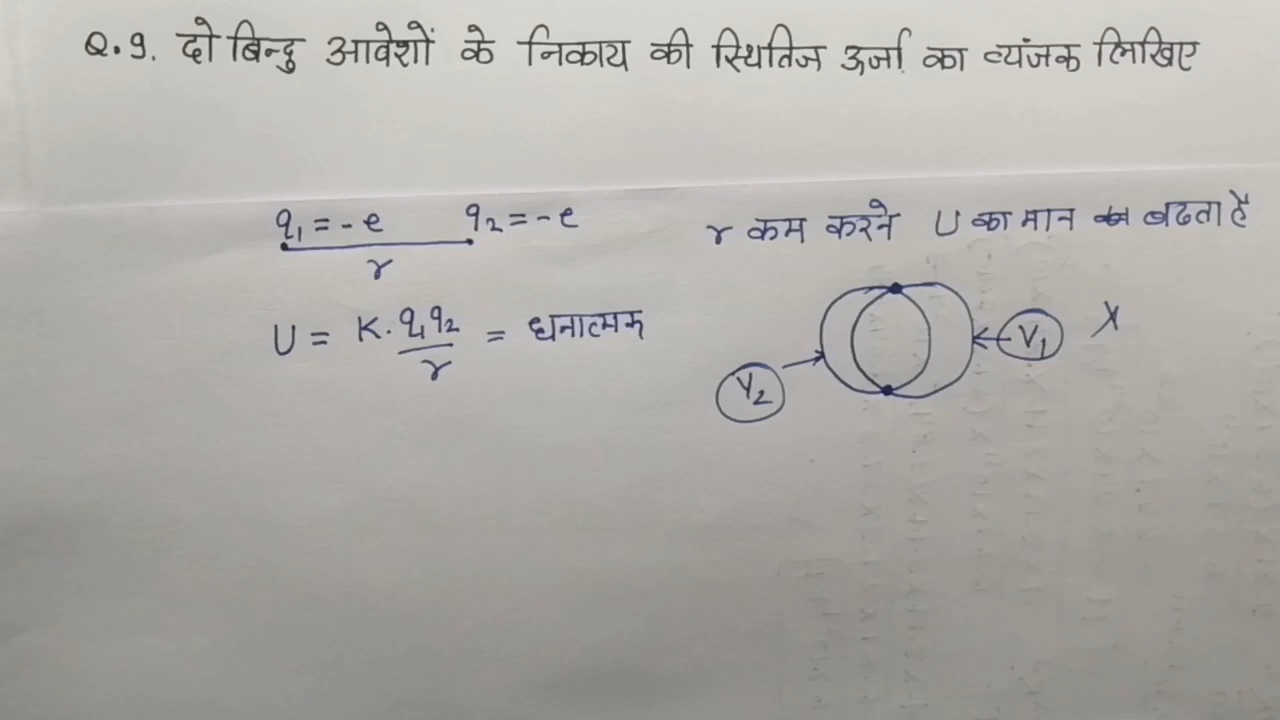 Q.9. दो बिन्दु आवेशों के निकाय की स्थितिज ऊर्जा का व्यंजक लिखिए
q₁ = -e q₂ = -e
r
U = K. q₁q₂ / r = धनात्मक
r कम करने U का मान बढता है
V₁ X
V₂